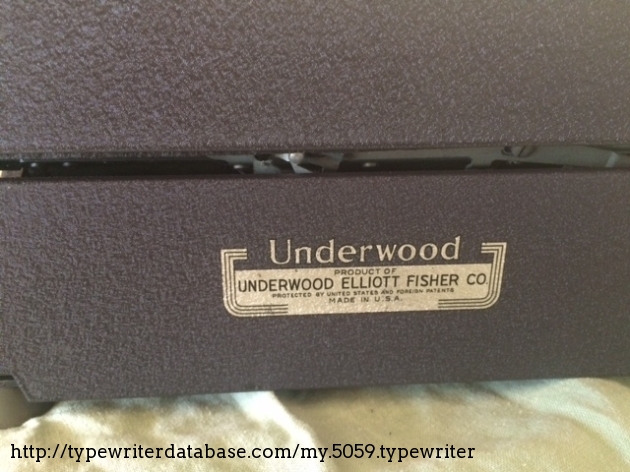 Underwood
PRODUCT OF
UNDERWOOD ELLIOTT FISHER CO.
PROTECTED BY UNITED STATES AND FOREIGN PATENTS
MADE IN U.S.A.
http://typewriterdatabase.com/my.5059.typewriter